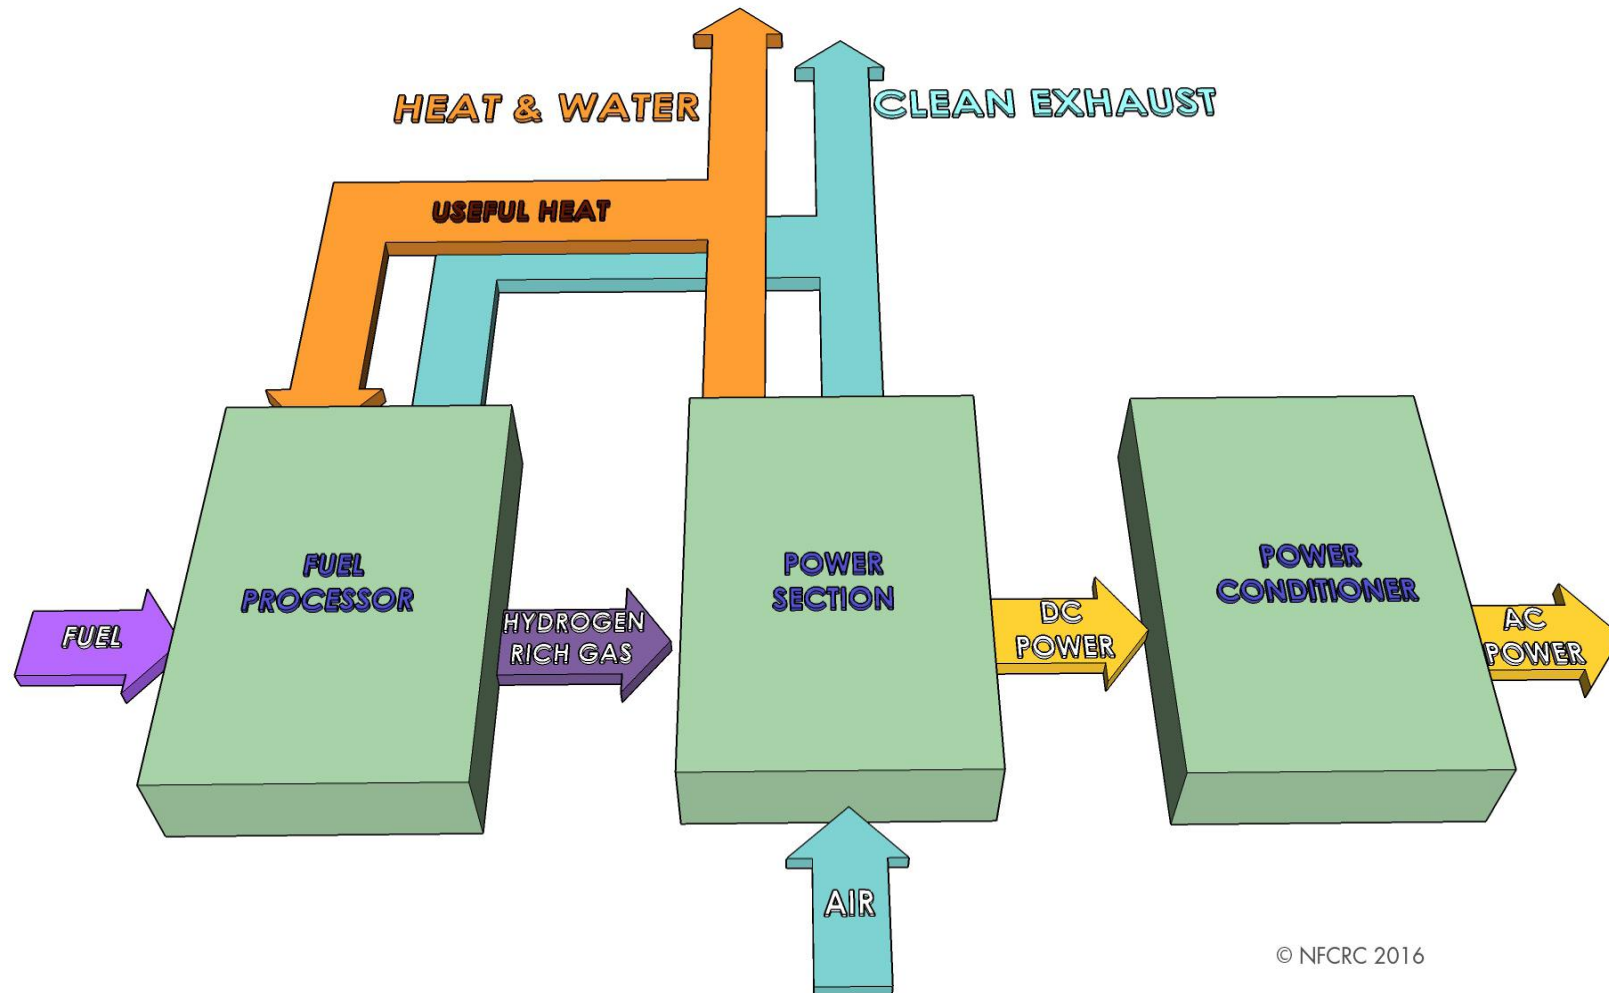 HEAT & WATER
CLEAN EXHAUST
USEFUL HEAT
FUEL
PROCESSOR
POWER
SECTION
POWER
CONDITIONER
FUEL
HYDROGEN
RICH GAS
DC
POWER
AC
POWER
AIR
© NFCRC 2016